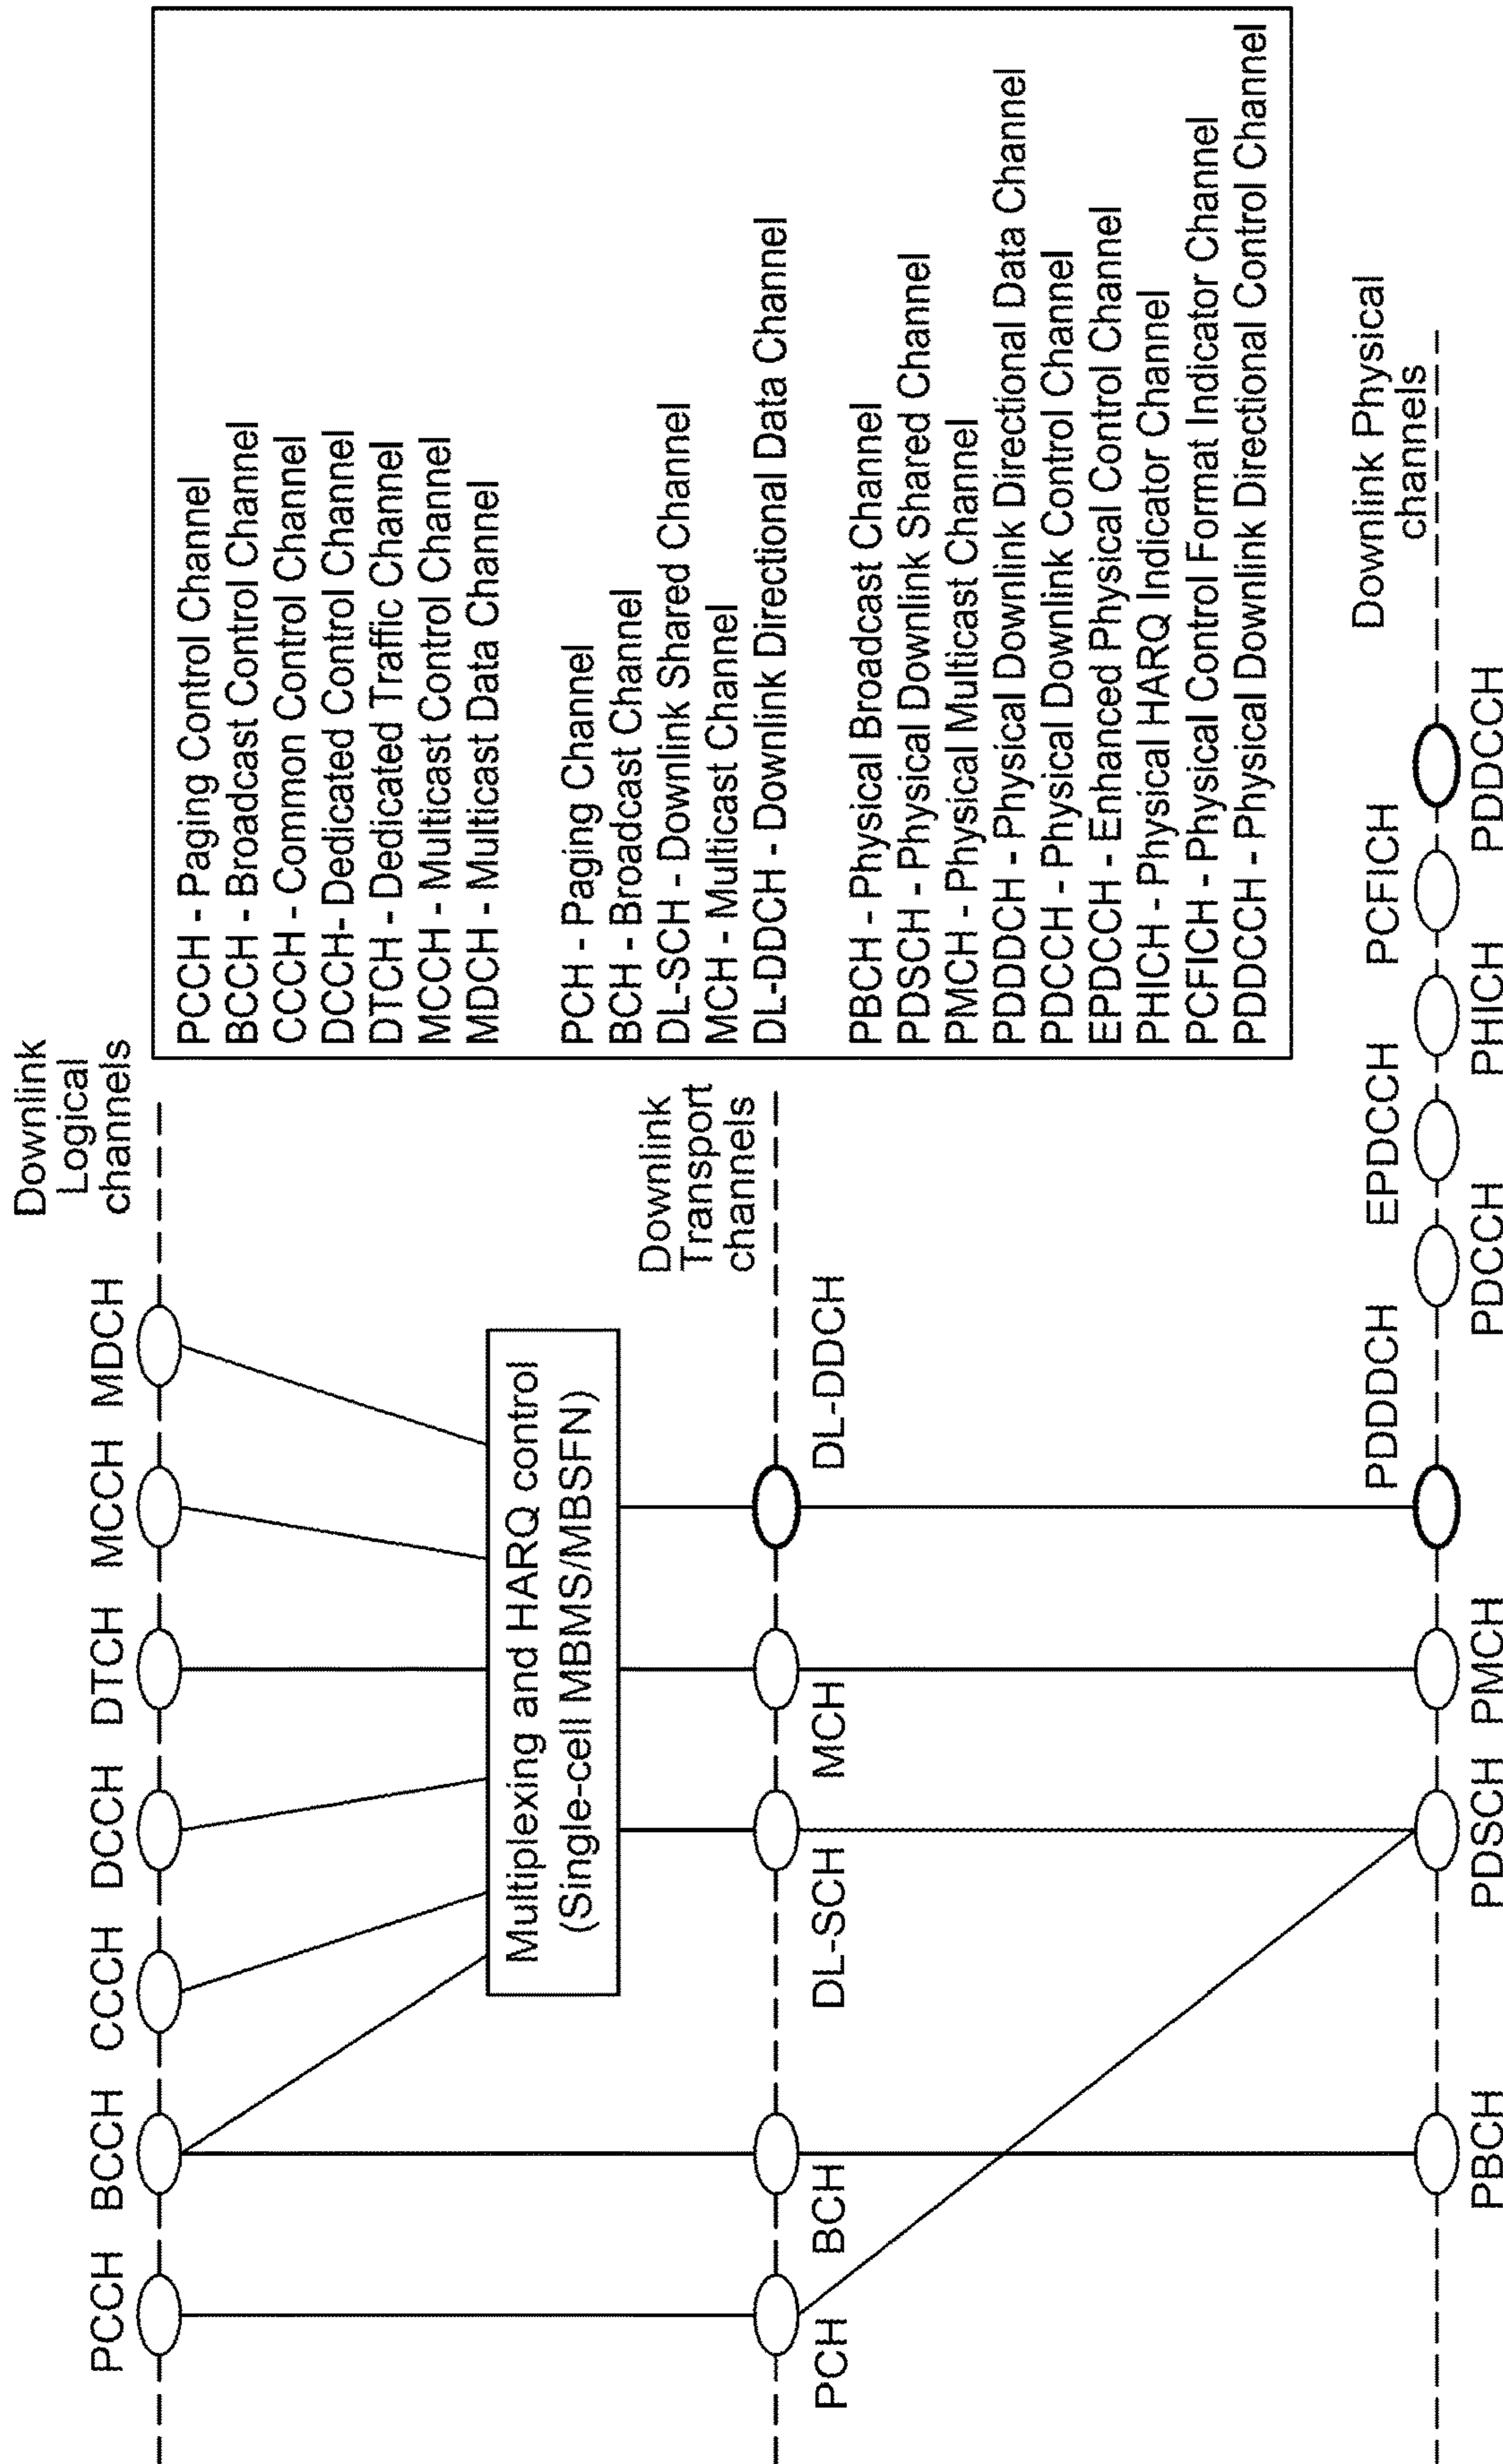 Downlink
Logical
channels
PCCH
BCCH
CCCH
DCCH
DTCH
MCCH
MDCH
Multiplexing and HARQ control
(Single-cell MBMS/MBSFN)
Downlink
Transport
channels
PCH
BCH
DL-SCH
MCH
DL-DDCH
Downlink Physical
channels
PBCH
PDSCH
PMCH
PDDDCH
PDCCH
EPDCCH
PHICH
PCFICH
PDDCCH
PCCH - Paging Control Channel
BCCH - Broadcast Control Channel
CCCH - Common Control Channel
DCCH- Dedicated Control Channel
DTCH - Dedicated Traffic Channel
MCCH - Multicast Control Channel
MDCH - Multicast Data Channel
PCH - Paging Channel
BCH - Broadcast Channel
DL-SCH - Downlink Shared Channel
MCH - Multicast Channel
DL-DDCH - Downlink Directional Data Channel
PBCH - Physical Broadcast Channel
PDSCH - Physical Downlink Shared Channel
PMCH - Physical Multicast Channel
PDDDCH - Physical Downlink Directional Data Channel
PDCCH - Physical Downlink Control Channel
EPDCCH - Enhanced Physical Control Channel
PHICH - Physical HARQ Indicator Channel
PCFICH - Physical Control Format Indicator Channel
PDDCCH - Physical Downlink Directional Control Channel